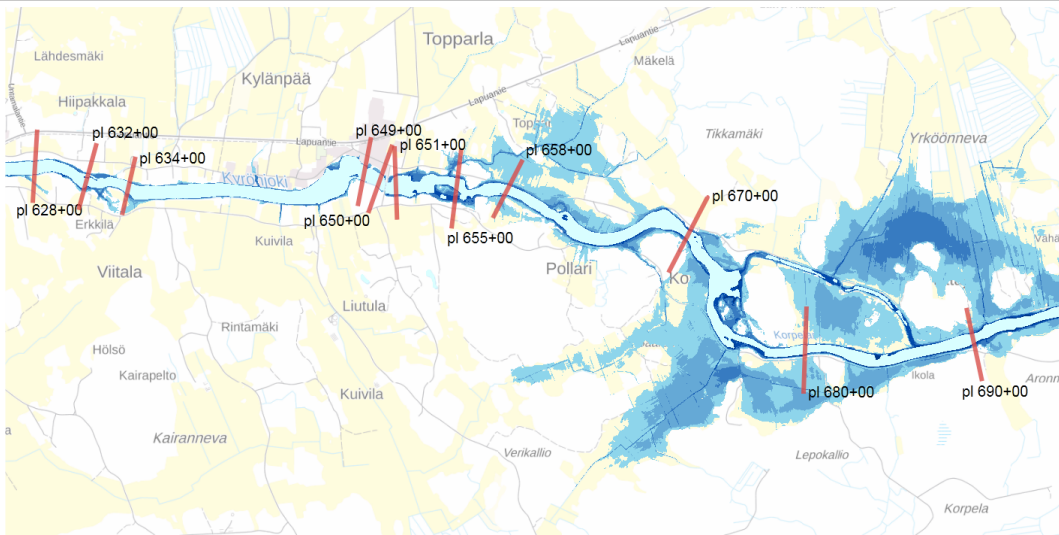 Topparla
Lapuantie
Lähdesmäki
Mäkelä
Kylänpää
Hiipakkala
Lapuantie
pl 632+00
pl 649+00
Tikkamäki
Yrköönneva
Lapuantie
pl 651+00
pl 658+00
pl 634+00
Kyrönjoki
pl 670+00
pl 628+00
pl 650+00
Erkkilä
Kuivila
pl 655+00
Viitala
Pollari
Ko
Liutula
Rintamäki
Korpela
Hölsö
Kairapelto
Ikola
Kuivila
pl 680+00
pl 690+00
Kairanneva
Verikallio
Lepokallio
Korpela